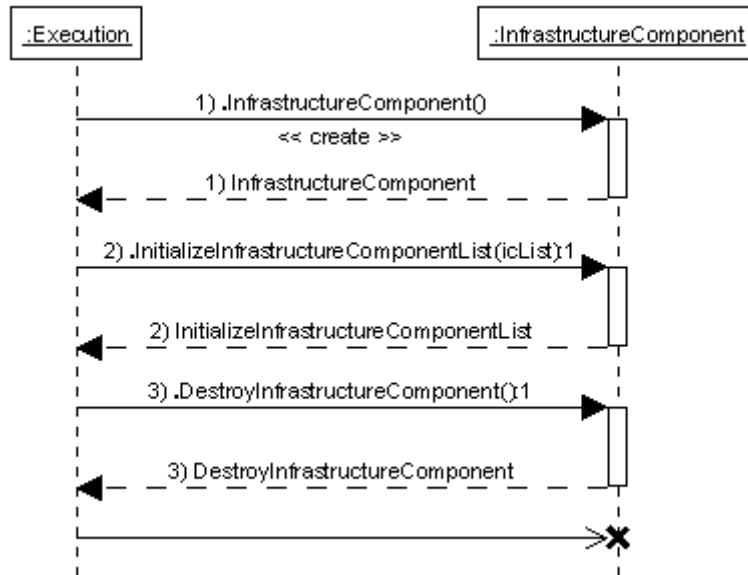 :Execution
:InfrastructureComponent
1) .InfrastructureComponent()
<< create >>
1) InfrastructureComponent
2) .InitializeInfrastructureComponentList(icList):1
2) InitializeInfrastructureComponentList
3) .DestroyInfrastructureComponent():1
3) DestroyInfrastructureComponent